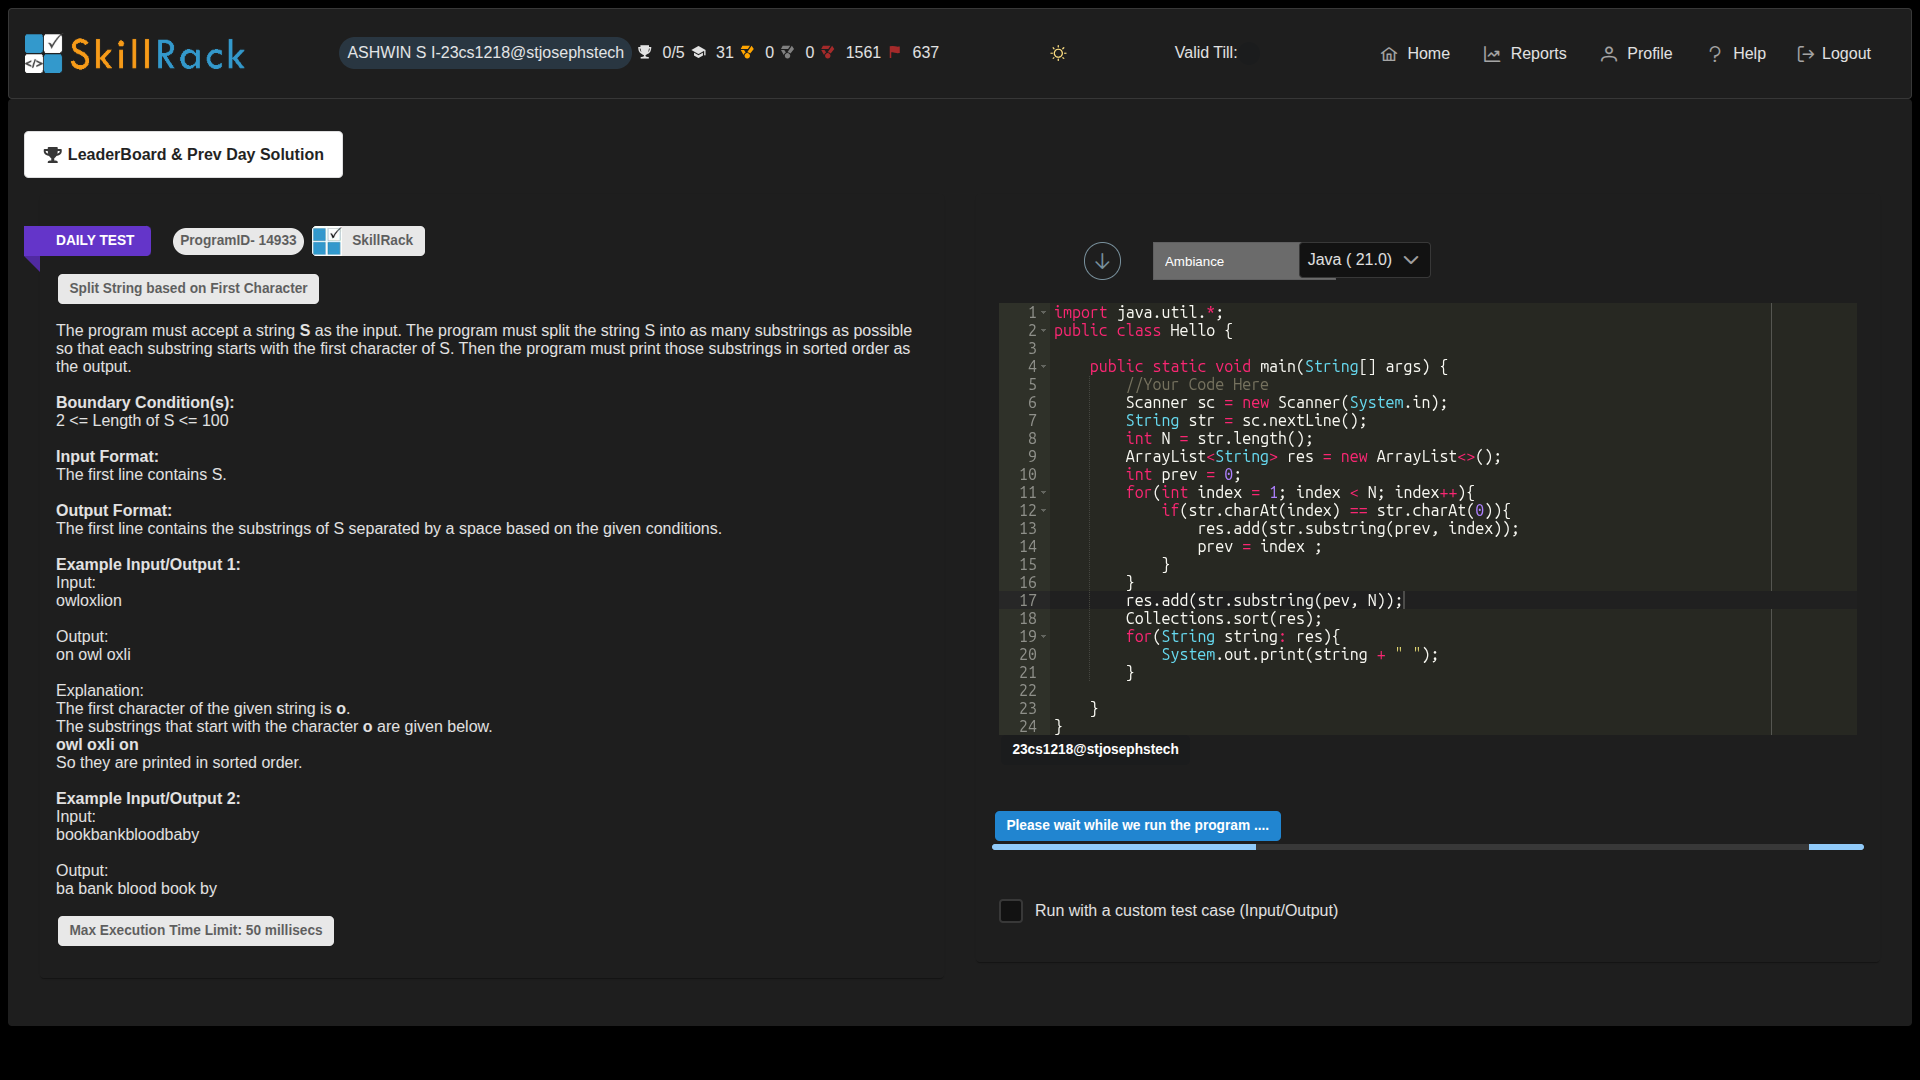 SkillRack
ASHWIN S I-23cs1218@stjosephstech 0/5 31 0 0 1561 637
Valid Till:
Home Reports Profile Help Logout
LeaderBoard & Prev Day Solution
DAILY TEST ProgramID- 14933 SkillRack
Split String based on First Character
The program must accept a string S as the input. The program must split the string S into as many substrings as possible
so that each substring starts with the first character of S. Then the program must print those substrings in sorted order as
the output.
Boundary Condition(s):
2 <= Length of S <= 100
Input Format:
The first line contains S.
Output Format:
The first line contains the substrings of S separated by a space based on the given conditions.
Example Input/Output 1:
Input:
owloxlion
Output:
on owl oxli
Explanation:
The first character of the given string is o.
The substrings that start with the character o are given below.
owl oxli on
So they are printed in sorted order.
Example Input/Output 2:
Input:
bookbankbloodbaby
Output:
ba bank blood book by
Max Execution Time Limit: 50 millisecs
Ambiance Java ( 21.0)
1 import java.util.*;
2 public class Hello {
3
4     public static void main(String[] args) {
5         //Your Code Here
6         Scanner sc = new Scanner(System.in);
7         String str = sc.nextLine();
8         int N = str.length();
9         ArrayList<String> res = new ArrayList<>();
10         int prev = 0;
11         for(int index = 1; index < N; index++){
12             if(str.charAt(index) == str.charAt(0)){
13                 res.add(str.substring(prev, index));
14                 prev = index ;
15             }
16         }
17         res.add(str.substring(pev, N));
18         Collections.sort(res);
19         for(String string: res){
20             System.out.print(string + " ");
21         }
22
23     }
24 }
23cs1218@stjosephstech
Please wait while we run the program ....
Run with a custom test case (Input/Output)